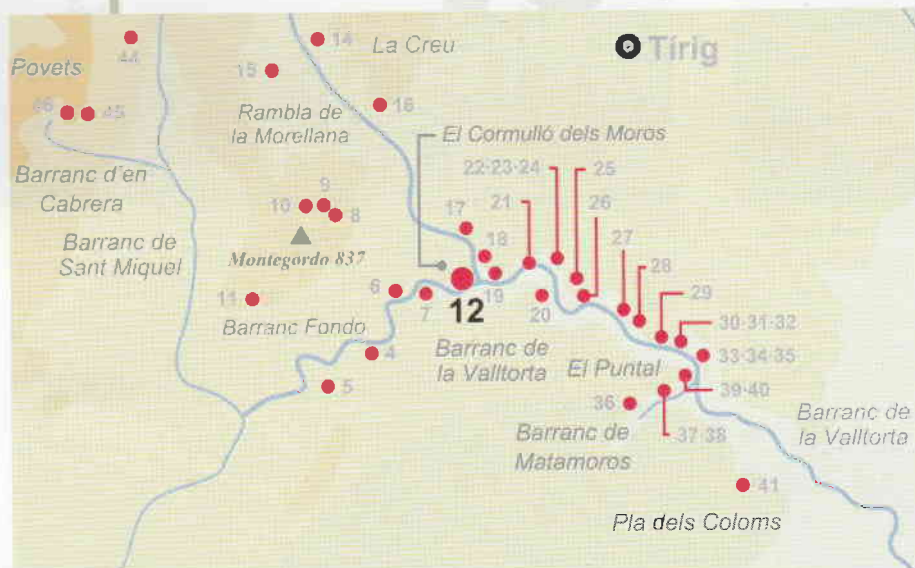 44
14
La Creu
Tírig
Povets
15
46
45
Rambla de
la Morellana
16
El Cormulló dels Moros
22-23-24
25
Barranc d'en
Cabrera
21
26
9
10
8
17
27
Barranc de
Sant Miquel
Montegordo 837
18
28
11
6
7
12
19
20
29
Barranc Fondo
30-31-32
4
Barranc de
la Valltorta
El Puntal
33-34-35
5
36
39-40
Barranc de
Matamoros
37-38
Barranc de
la Valltorta
41
Pla dels Coloms